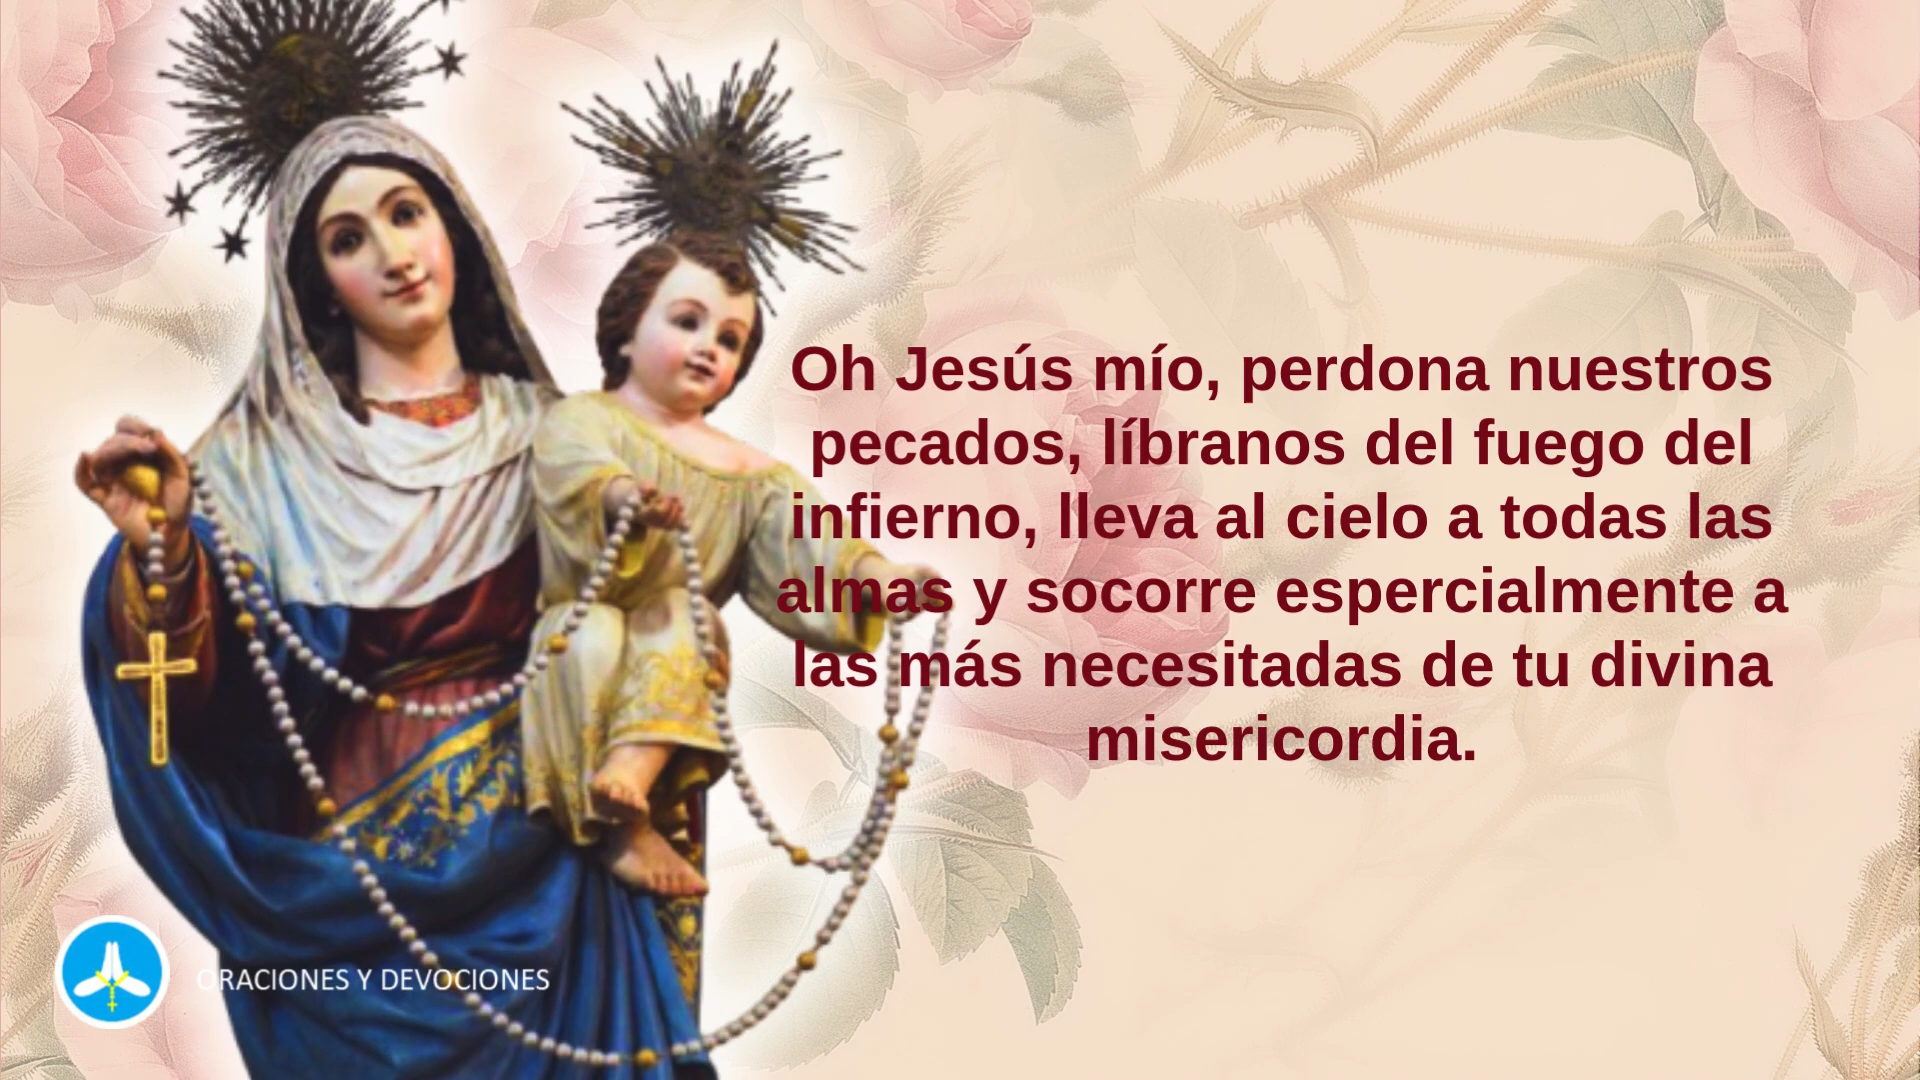 Oh Jesús mío, perdona nuestros
pecados, líbranos del fuego del
infierno, lleva al cielo a todas las
almas y socorre espercialmente a
las más necesitadas de tu divina
misericordia.
ORACIONES Y DEVOCIONES